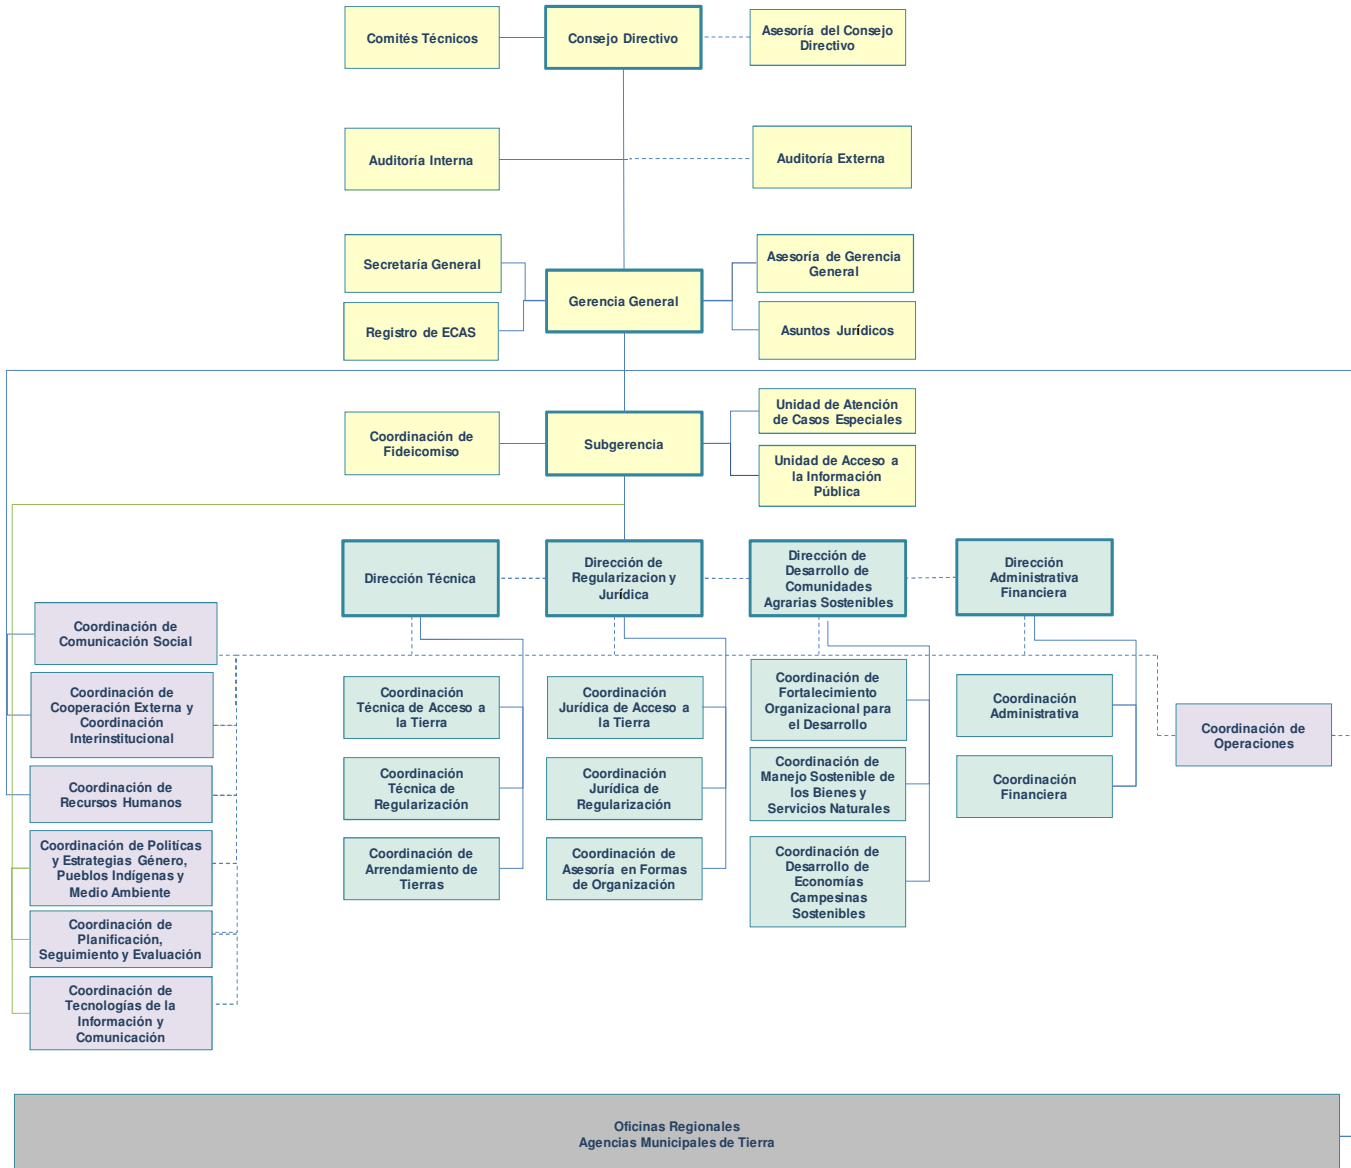 Comités Técnicos
Consejo Directivo
Asesoría del Consejo
Directivo
Auditoría Interna
Auditoría Externa
Secretaría General
Asesoría de Gerencia
General
Gerencia General
Registro de ECAS
Asuntos Jurídicos
Coordinación de
Fideicomiso
Subgerencia
Unidad de Atención
de Casos Especiales
Unidad de Acceso a
la Información
Pública
Dirección Técnica
Dirección de
Regularizacion y
Jurídica
Dirección de
Desarrollo de
Comunidades
Agrarias Sostenibles
Dirección
Administrativa
Financiera
Coordinación de
Comunicación Social
Coordinación de
Cooperación Externa y
Coordinación
Interinstitucional
Coordinación de
Recursos Humanos
Coordinación de Politícas
y Estrategias Género,
Pueblos Indígenas y
Medio Ambiente
Coordinación de
Planificación,
Seguimiento y Evaluación
Coordinación de
Tecnologías de la
Información y
Comunicación
Coordinación
Técnica de Acceso a
la Tierra
Coordinación
Técnica de
Regularización
Coordinación de
Arrendamiento de
Tierras
Coordinación
Jurídica de Acceso a
la Tierra
Coordinación
Jurídica de
Regularización
Coordinación de
Asesoría en Formas
de Organización
Coordinación de
Fortalecimiento
Organizacional para
el Desarrollo
Coordinación de
Manejo Sostenible de
los Bienes y
Servicios Naturales
Coordinación de
Desarrollo de
Economías
Campesinas
Sostenibles
Coordinación
Administrativa
Coordinación
Financiera
Coordinación de
Operaciones
Oficinas Regionales
Agencias Municipales de Tierra